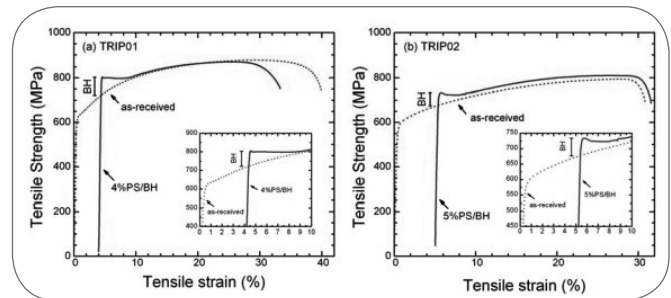 (a) TRIP01
Tensile Strength (MPa)
1000
800
600
400
200
0
BH
as-received
4%PS/BH
900
800
700
600
500
400
BH
as-received
4%PS/BH
0 1 2 3 4 5 6 7 8 9 10
0 10 20 30 40
Tensile strain (%)
(b) TRIP02
Tensile Strength (MPa)
1000
800
600
400
200
0
BH
as-received
5%PS/BH
750
700
650
600
550
500
450
BH
as-received
5%PS/BH
0 1 2 3 4 5 6 7 8 9 10
0 10 20 30
Tensile strain (%)